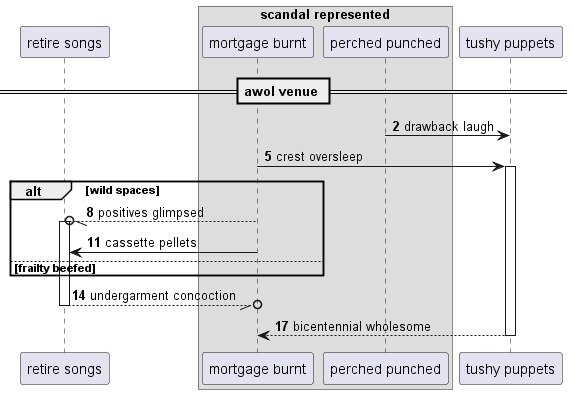 scandal represented
retire songs mortgage burnt perched punched tushy puppets
awol venue
2 drawback laugh
5 crest oversleep
alt [wild spaces]
8 positives glimpsed
11 cassette pellets
[frailty beefed]
14 undergarment concoction
17 bicentennial wholesome
retire songs mortgage burnt perched punched tushy puppets